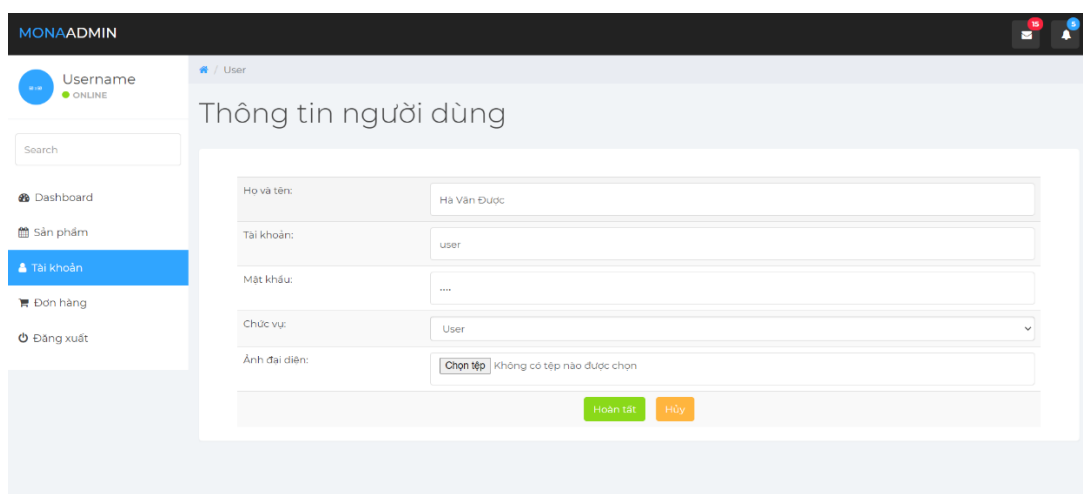 MONAADMIN
15
5
Username
ONLINE
/ User
Thông tin người dùng
Search
Dashboard
Sản phẩm
Tài khoản
Đơn hàng
Đăng xuất
Họ và tên:
Hà Văn Được
Tài khoản:
user
Mật khẩu:
....
Chức vụ:
User
Ảnh đại diện:
Chọn tệp Không có tệp nào được chọn
Hoàn tất Hủy